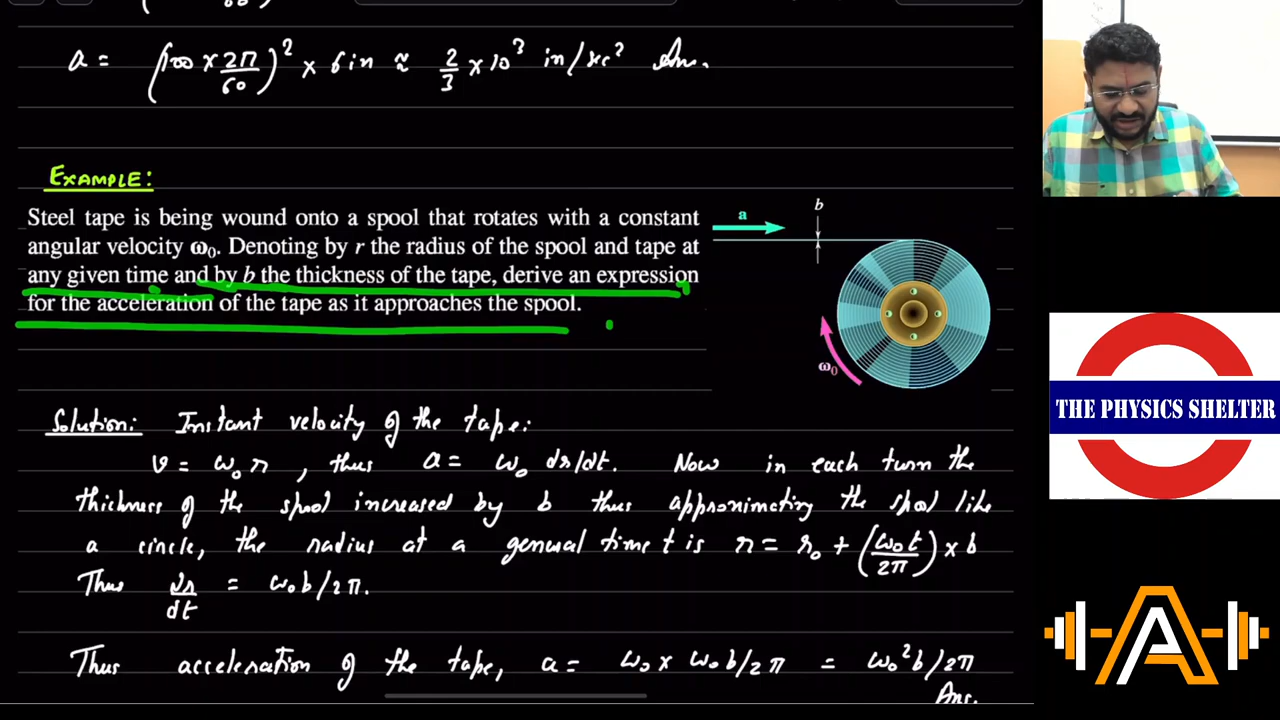 a = (100 × 2π/60)² × 6in ≈ 2/3 × 10³ in/sec² Ans.
EXAMPLE:
Steel tape is being wound onto a spool that rotates with a constant
angular velocity ω₀. Denoting by r the radius of the spool and tape at
any given time and by b the thickness of the tape, derive an expression
for the acceleration of the tape as it approaches the spool.
a
b
ω₀
Solution: Instant velocity of the tape:
v = ω₀ r, thus a = ω₀ dr/dt. Now in each turn the
thickness of the spool increased by b thus approximating the spool like
a circle, the radius at a general time t is r = r₀ + (ω₀t/2π) × b
Thus dr/dt = ω₀b/2π.
Thus acceleration of the tape, a = ω₀ × ω₀b/2π = ω₀²b/2π
Ans.
THE PHYSICS SHELTER